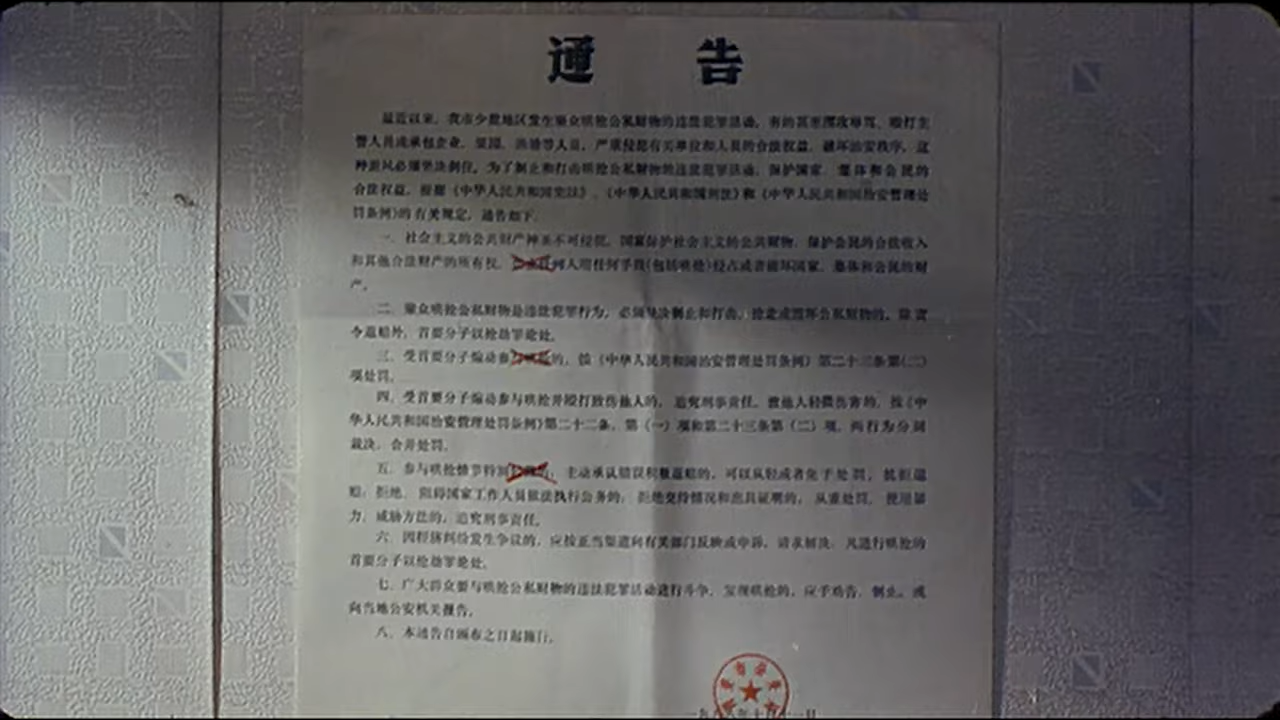 通 告
最近以来，我市少数地区发生聚众哄抢公私财物的违法犯罪活动，有的甚至围攻辱骂、殴打主
管人员或承包企业、果园、鱼塘等人员，严重侵犯有关单位和人员的合法权益，破坏治安秩序，这
种歪风必须坚决刹住。为了制止和打击哄抢公私财物的违法犯罪活动，保护国家、集体和公民的
合法权益，根据《中华人民共和国宪法》、《中华人民共和国刑法》和《中华人民共和国治安管理处
罚条例》的有关规定，通告如下：
一、社会主义的公共财产神圣不可侵犯。国家保护社会主义的公共财物，保护公民的合法收入
和其他合法财产的所有权。何人用任何手段（包括哄抢）侵占或者破坏国家、集体和公民的财
产。
二、聚众哄抢公私财物是违法犯罪行为，必须坚决制止和打击。抢走或毁坏公私财物的，除责
令退赔外，首要分子以抢劫罪论处。
三、受首要分子煽动参的，按《中华人民共和国治安管理处罚条例》第二十三条第（二）
项处罚。
四、受首要分子煽动参与哄抢并殴打致伤他人的，追究刑事责任。致他人轻微伤害的，按《中
华人民共和国治安管理处罚条例》第二十二条、第（一）项和第二十三条第（二）项，两行为分别
裁决，合并处罚。
五、参与哄抢情节特别，主动承认错误积极退赔的，可以从轻或者免于处罚，抗拒退
赔；拒绝、阻碍国家工作人员依法执行公务的；拒绝交待情况和出具证明的，从重处罚。使用暴
力、威胁方法的，追究刑事责任。
六、因经济纠纷发生争议的，应按正当渠道向有关部门反映或申诉，请求解决。凡进行哄抢的
首要分子以抢劫罪论处。
七、广大群众要与哄抢公私财物的违法犯罪活动进行斗争，发现哄抢的，应予劝告、制止，或
向当地公安机关报告。
八、本通告自颁布之日起施行。